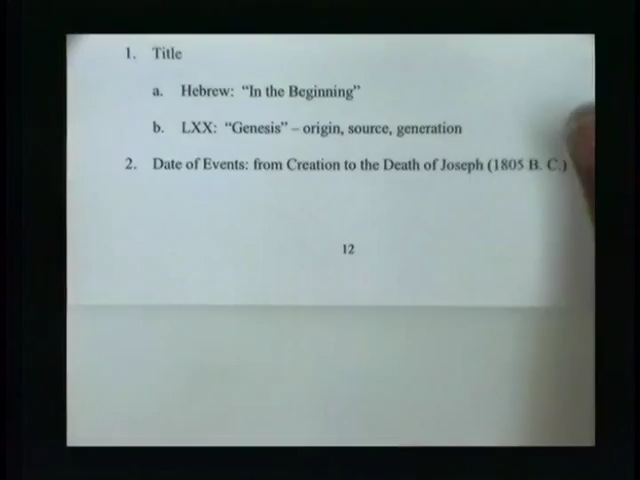 1. Title
a. Hebrew: “In the Beginning”
b. LXX: “Genesis” – origin, source, generation
2. Date of Events: from Creation to the Death of Joseph (1805 B. C.)
12